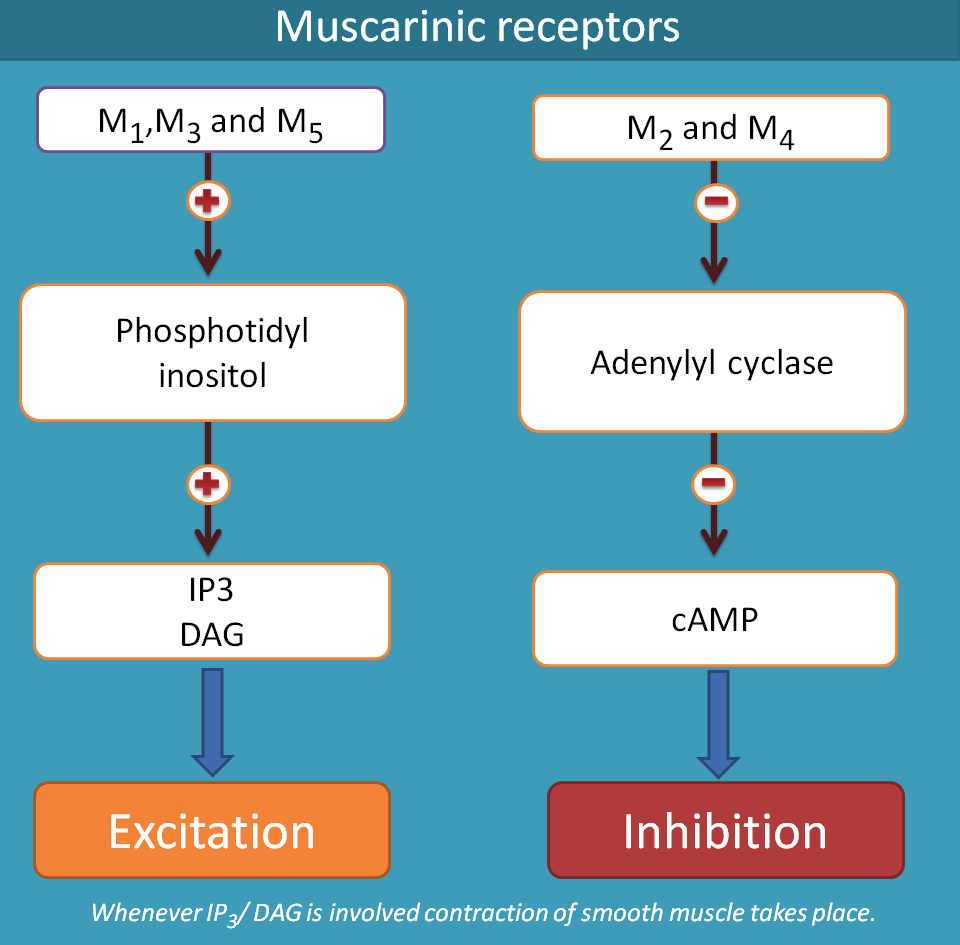 Muscarinic receptors
M₁,M₃ and M₅
M₂ and M₄
Phosphotidyl
inositol
Adenylyl cyclase
IP3
DAG
cAMP
Excitation
Inhibition
Whenever IP₃/ DAG is involved contraction of smooth muscle takes place.